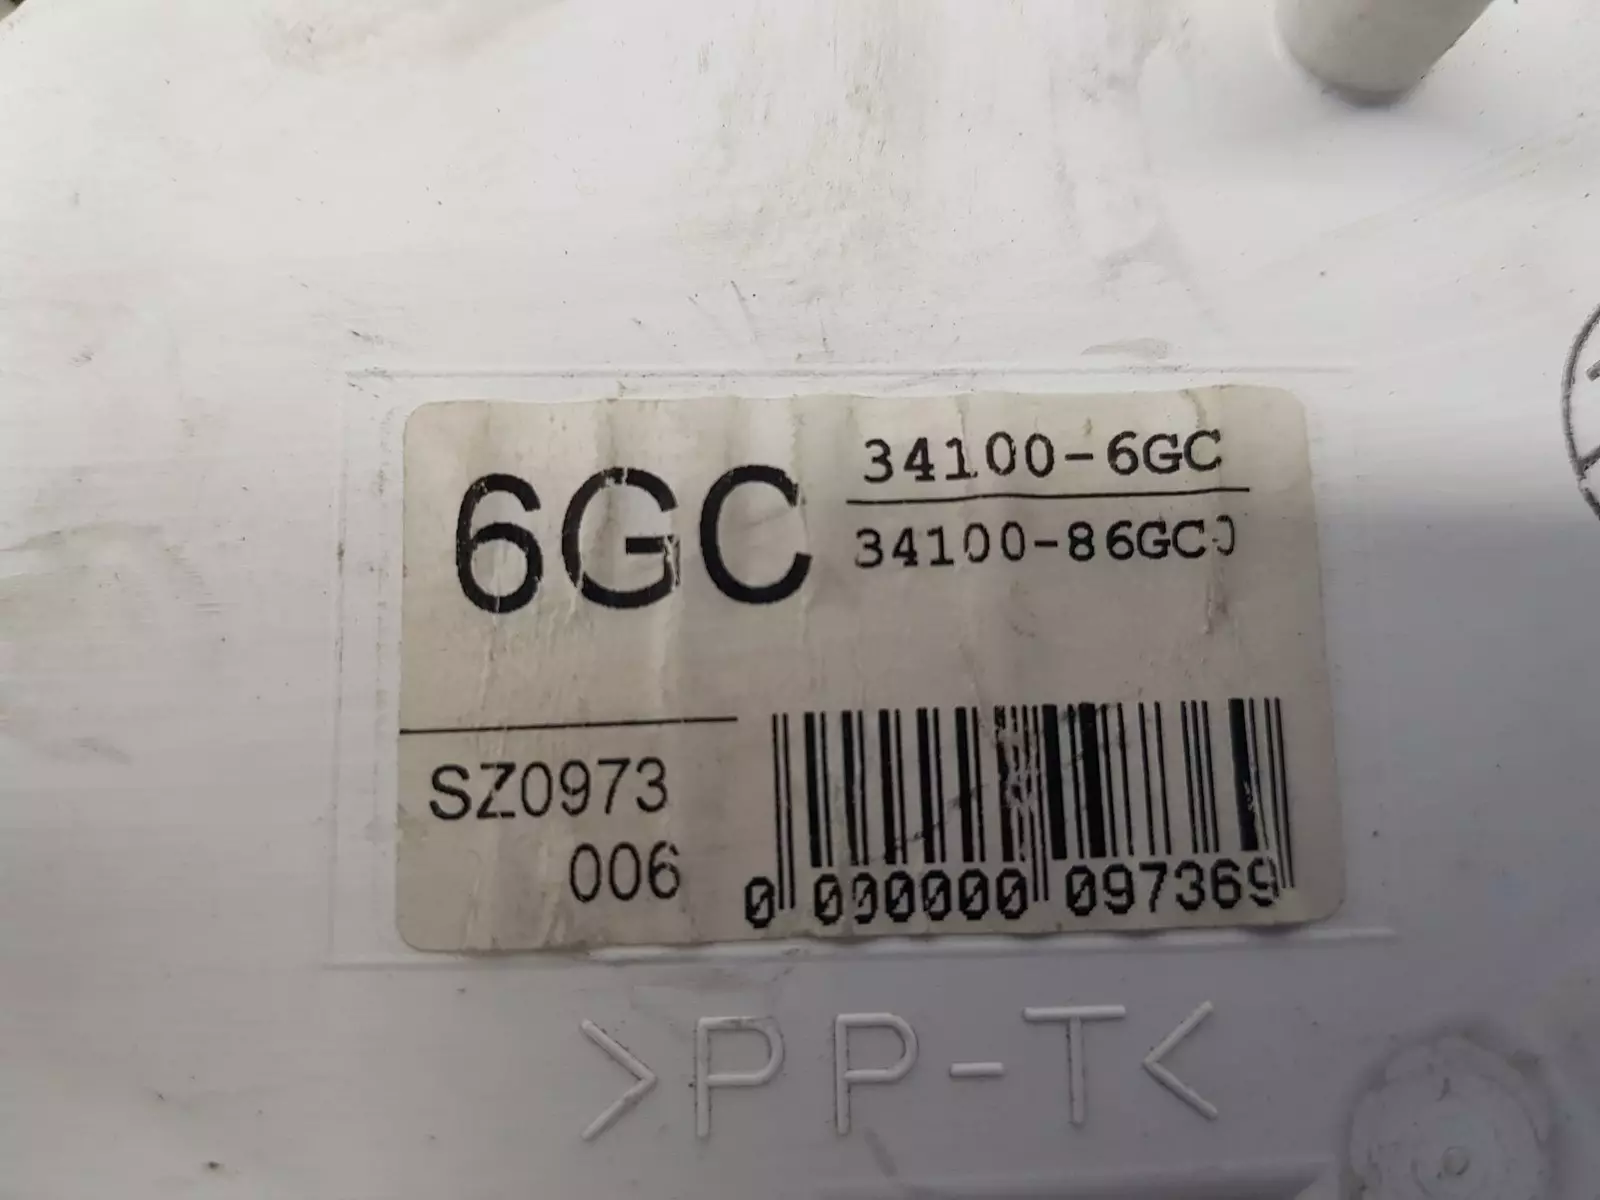 6GC
34100-6GC
34100-86GC0
SZ0973
006
0 000000 097369
>PP-T<